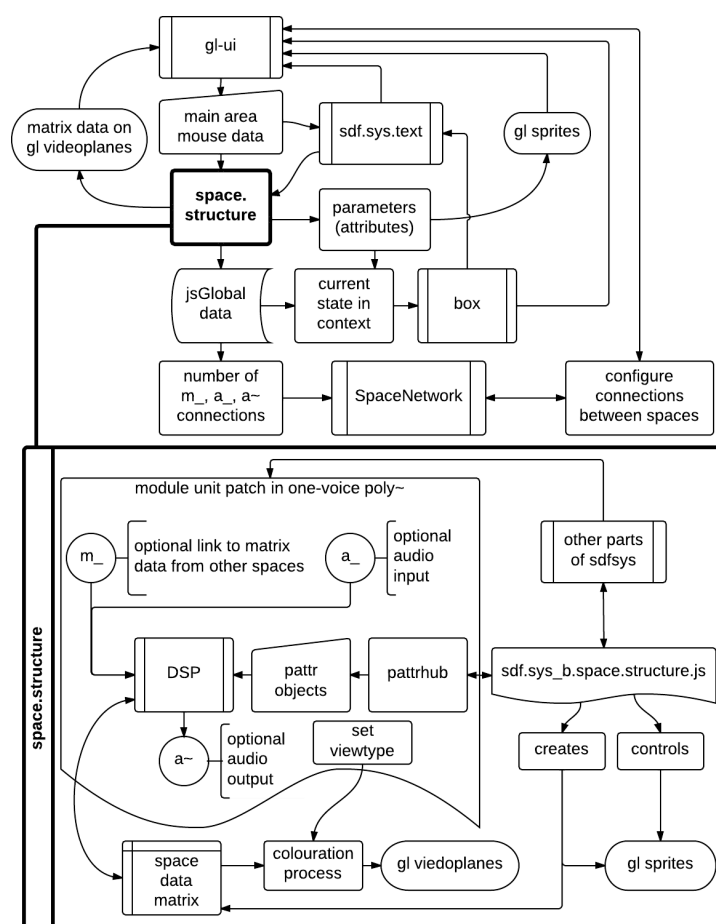 gl-ui
main area
mouse data
matrix data on
gl videoplanes
sdf.sys.text
gl sprites
space.
structure
parameters
(attributes)
jsGlobal
data
current
state in
context
box
number of
m_, a_, a~
connections
SpaceNetwork
configure
connections
between spaces
space.structure
module unit patch in one-voice poly~
m_
optional link to matrix
data from other spaces
a_
optional
audio
input
other parts
of sdfsys
DSP
pattr
objects
pattrhub
sdf.sys_b.space.structure.js
a~
optional
audio
output
set
viewtype
creates
controls
space
data
matrix
colouration
process
gl viedoplanes
gl sprites